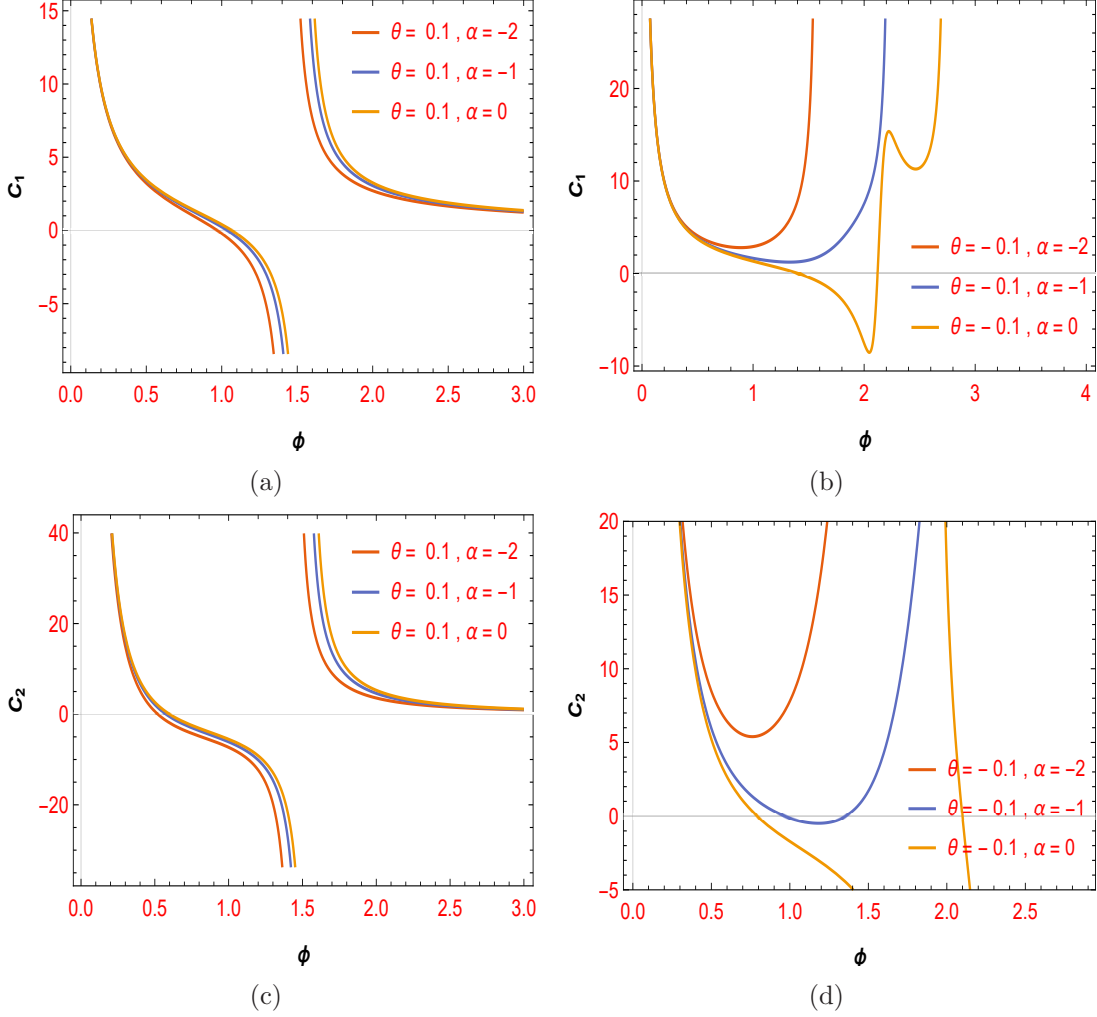 15
10
5
0
−5
C₁
θ = 0.1 , α = −2
θ = 0.1 , α = −1
θ = 0.1 , α = 0
0.0 0.5 1.0 1.5 2.0 2.5 3.0
ϕ
(a)
20
10
0
−10
C₁
θ = − 0.1 , α = −2
θ = − 0.1 , α = −1
θ = − 0.1 , α = 0
0 1 2 3 4
ϕ
(b)
40
20
0
−20
C₂
θ = 0.1 , α = −2
θ = 0.1 , α = −1
θ = 0.1 , α = 0
0.0 0.5 1.0 1.5 2.0 2.5 3.0
ϕ
(c)
20
15
10
5
0
−5
C₂
θ = − 0.1 , α = −2
θ = − 0.1 , α = −1
θ = − 0.1 , α = 0
0.0 0.5 1.0 1.5 2.0 2.5
ϕ
(d)